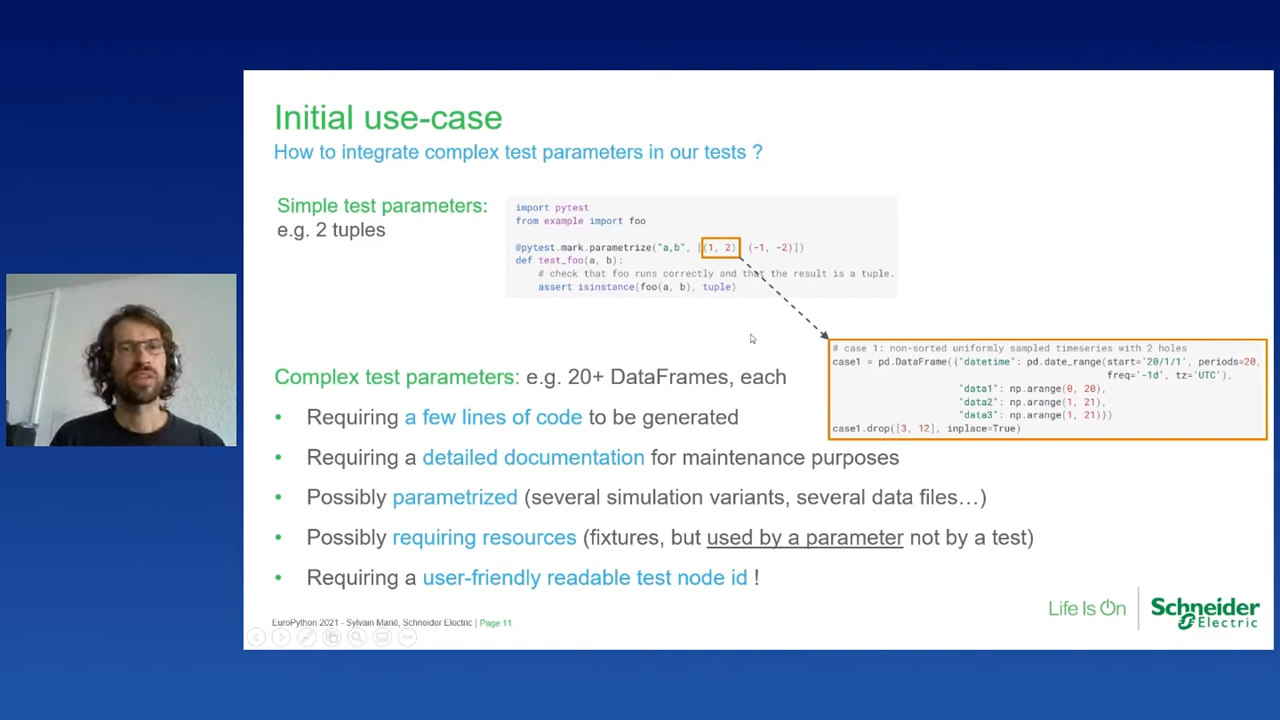 Initial use-case
How to integrate complex test parameters in our tests ?
Simple test parameters:
e.g. 2 tuples
import pytest
from example import foo
@pytest.mark.parametrize("a,b", [(1, 2), (-1, -2)])
def test_foo(a, b):
# check that foo runs correctly and that the result is a tuple.
assert isinstance(foo(a, b), tuple)
# case 1: non-sorted uniformly sampled timeseries with 2 holes
case1 = pd.DataFrame({"datetime": pd.date_range(start='20/1/1', periods=20,
freq='-1d', tz='UTC'),
"data1": np.arange(0, 20),
"data2": np.arange(1, 21),
"data3": np.arange(1, 21)})
case1.drop([3, 12], inplace=True)
Complex test parameters: e.g. 20+ DataFrames, each
• Requiring a few lines of code to be generated
• Requiring a detailed documentation for maintenance purposes
• Possibly parametrized (several simulation variants, several data files…)
• Possibly requiring resources (fixtures, but used by a parameter not by a test)
• Requiring a user-friendly readable test node id !
Life Is On
Schneider
Electric
EuroPython 2021 - Sylvain Marié, Schneider Electric | Page 11